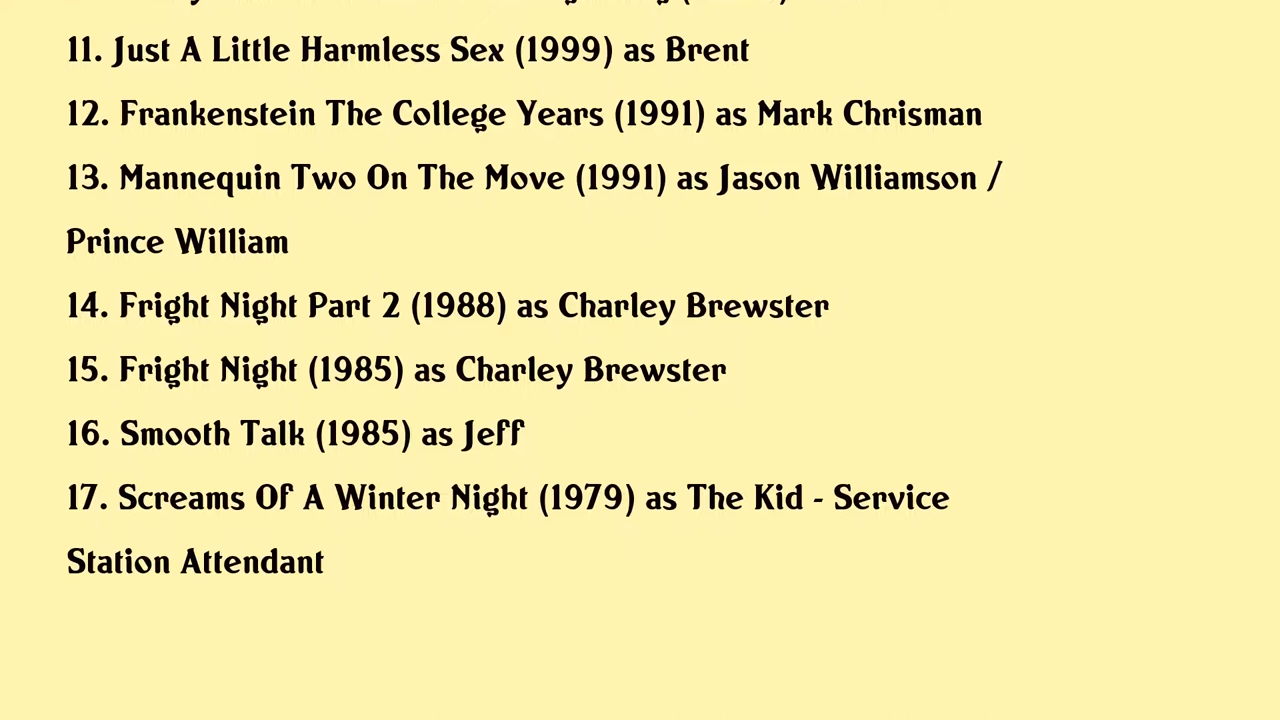 11. Just A Little Harmless Sex (1999) as Brent
12. Frankenstein The College Years (1991) as Mark Chrisman
13. Mannequin Two On The Move (1991) as Jason Williamson /
Prince William
14. Fright Night Part 2 (1988) as Charley Brewster
15. Fright Night (1985) as Charley Brewster
16. Smooth Talk (1985) as Jeff
17. Screams Of A Winter Night (1979) as The Kid - Service
Station Attendant